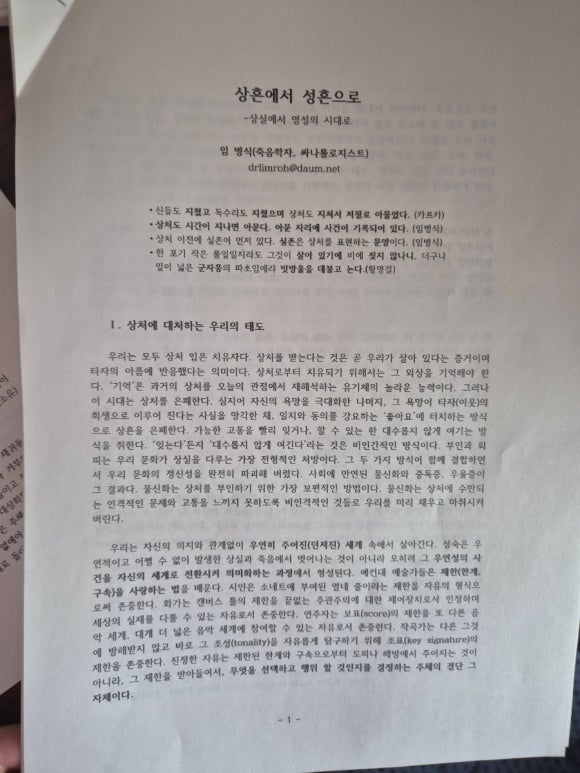 상흔에서 성흔으로
-상실에서 영성의 시대로
임 병식(죽음학자, 싸나톨로지스트)
drlimroh@daum.net
• 신들도 지쳤고 독수리도 지쳤으며 상처도 지쳐서 저절로 아물었다. (카프카)
• 상처도 시간이 지나면 아문다. 아문 자리에 사건이 기록되어 있다. (임병식)
• 상처 이전에 실존이 먼저 있다. 실존은 상처를 표현하는 문양이다. (임병식)
• 한 포기 작은 풀잎일지라도 그것이 살아 있기에 비에 젖지 않나니, 더구나
잎이 넓은 군자풍의 파초임에랴 빗방울을 대불고 논다.(황명걸)
Ⅰ. 상처에 대처하는 우리의 태도
우리는 모두 상처 입은 치유자다. 상처를 받는다는 것은 곧 우리가 살아 있다는 증거이며
타자의 아픔에 반응했다는 의미이다. 상처로부터 치유되기 위해서는 그 외상을 기억해야 한
다. '기억'은 과거의 상처를 오늘의 관점에서 재해석하는 유기체의 놀라운 능력이다. 그러나
이 시대는 상처를 은폐한다. 심지어 자신의 욕망을 극대화한 나머지, 그 욕망이 타자(이웃)의
희생으로 이루어 진다는 사실을 망각한 채, 일치와 동의를 강요하는 '좋아요'에 터치하는 방식
으로 상흔을 은폐한다. 가능한 고통을 빨리 잊거나, 할 수 있는 한 대수롭지 않게 여기는 방
식을 취한다. '잊는다'든지 '대수롭지 않게 여긴다'라는 것은 비인간적인 방식이다. 부인과 회
피는 우리 문화가 상실을 다루는 가장 전형적인 처방이다. 그 두 가지 방식이 함께 결합하면
서 우리 문화의 정신성을 완전히 파괴해 버렸다. 사회에 만연된 물신화와 중독증, 우울증이
그 결과다. 물신화는 상처를 부인하기 위한 가장 보편적인 방법이다. 물신화는 상처에 수반되
는 인격적인 문제와 고통을 느끼지 못하도록 비인격적인 것들로 우리를 미리 채우고 마취시켜
버린다.
우리는 자신의 의지와 관계없이 우연히 주어진(던져진) 세계 속에서 살아간다. 성숙은 우
연적이고 어쩔 수 없이 발생한 상실과 죽음에서 벗어나는 것이 아니라 오히려 그 우연성의 사
건을 자신의 세계로 전환시켜 의미화하는 과정에서 형성된다. 예컨대 예술가들은 제한(한계,
구속)을 사랑하는 법을 배운다. 시인은 소네트에 부여된 열네 줄이라는 제한을 자유의 형식으
로써 존중한다. 화가는 캔버스 틀의 제한을 끝없는 주관주의에 대한 제어장치로서 인정하며
세상의 실재를 다룰 수 있는 자유로서 존중한다. 연주자는 보표(score)의 제한을 또 다른 음
악 세계, 대개 더 넓은 음악 세계에 참여할 수 있는 자유로서 존중한다. 작곡가는 다른 그것
에 방해받지 않고 바로 그 조성(tonality)을 자유롭게 탐구하기 위해 조표(key signature)의
제한을 존중한다. 진정한 자유는 제한된 한계와 구속으로부터 도피나 해방에서 주어지는 것이
아니라, 그 제한을 받아들여서, 무엇을 선택하고 행위 할 것인지를 결정하는 주체의 결단 그
자체이다.
- 1 -